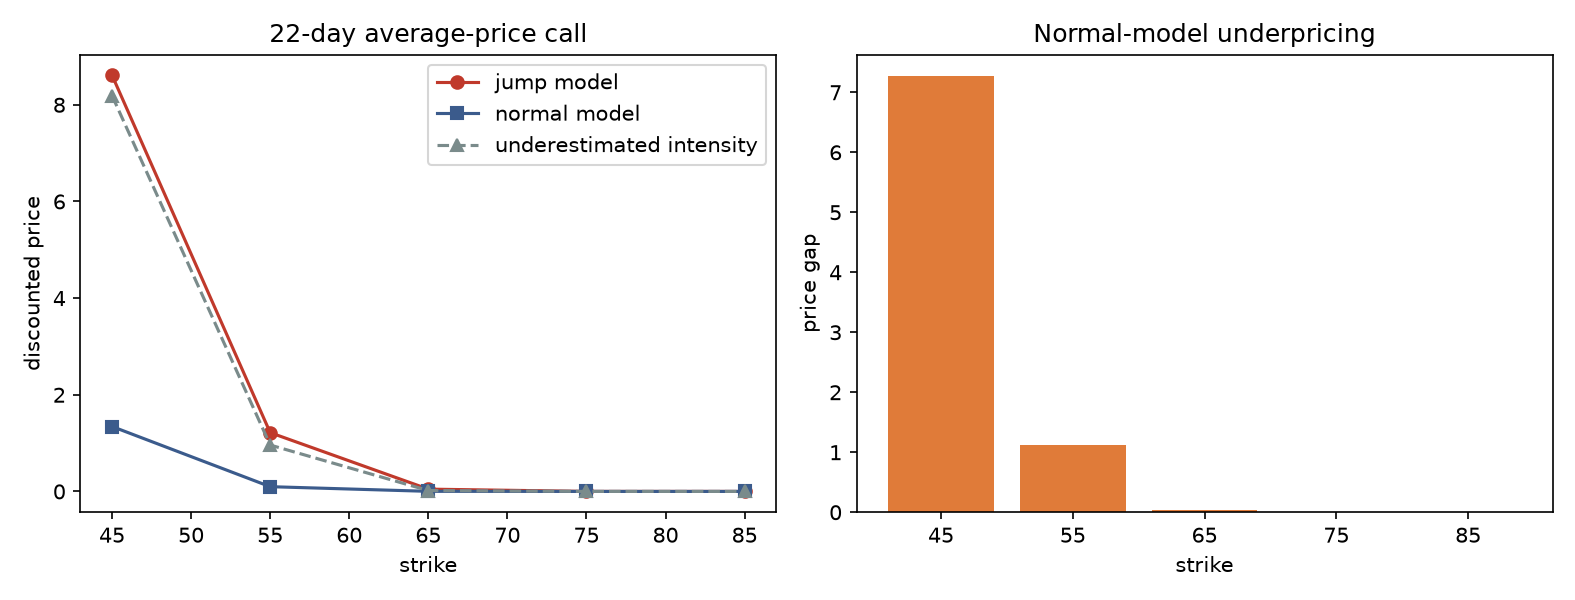 22-day average-price call
jump model
normal model
underestimated intensity
discounted price
8
6
4
2
0
45 50 55 60 65 70 75 80 85
strike
Normal-model underpricing
price gap
7
6
5
4
3
2
1
0
45 55 65 75 85
strike